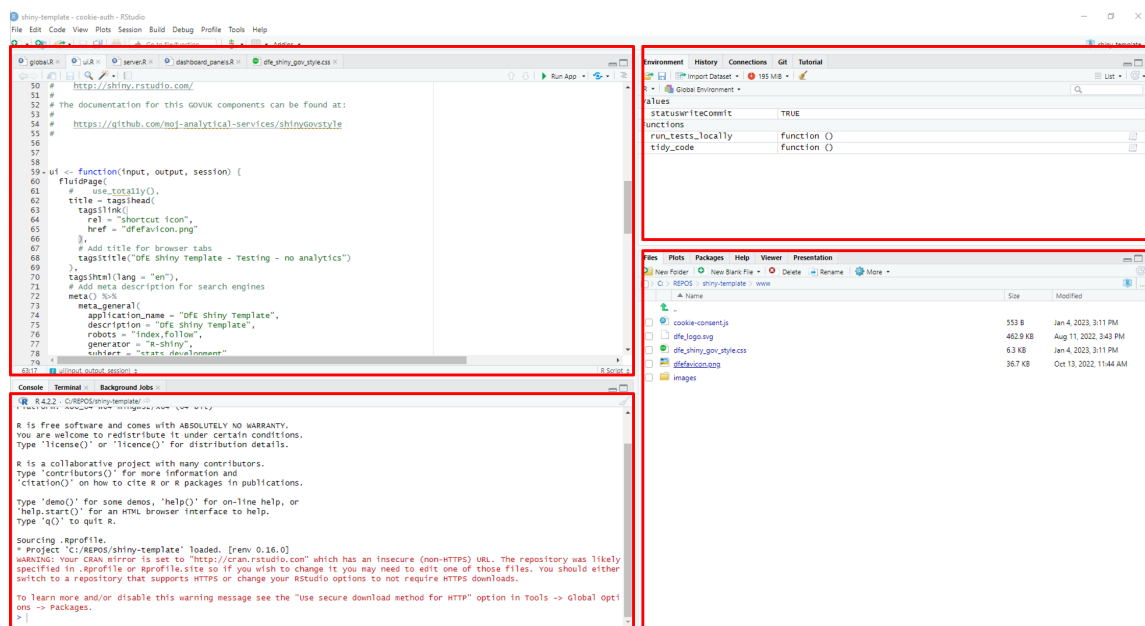 shiny-template - cookie-auth - RStudio
File Edit Code View Plots Session Build Debug Profile Tools Help
Go to file/function Addins
shiny-template
global.R ui.R server.R dashboard_panels.R dfe_shiny_gov_style.css
Run App
50 # http://shiny.rstudio.com/
51 #
52 # The documentation for this GOVUK components can be found at:
53 #
54 # https://github.com/moj-analytical-services/shinyGovstyle
55 #
56
57
58
59 ui <- function(input, output, session) {
60 fluidPage(
61 # use_totally(),
62 title = tags$head(
63 tags$link(
64 rel = "shortcut icon",
65 href = "dfefavicon.png"
66 ),
67 # Add title for browser tabs
68 tags$title("DfE Shiny Template - Testing - no analytics")
69 ),
70 tags$html(lang = "en"),
71 # Add meta description for search engines
72 meta() %>%
73 meta_general(
74 application_name = "DfE Shiny Template",
75 description = "DfE Shiny Template",
76 robots = "index,follow",
77 generator = "R-Shiny",
78 subject = "stats development"
79
63:17 ui(input, output, session) R Script
Console Terminal Background Jobs
R 4.2.2 · C:/REPOS/shiny-template/
R is free software and comes with ABSOLUTELY NO WARRANTY.
You are welcome to redistribute it under certain conditions.
Type 'license()' or 'licence()' for distribution details.
R is a collaborative project with many contributors.
Type 'contributors()' for more information and
'citation()' on how to cite R or R packages in publications.
Type 'demo()' for some demos, 'help()' for on-line help, or
'help.start()' for an HTML browser interface to help.
Type 'q()' to quit R.
Sourcing .Rprofile.
* Project 'C:/REPOS/shiny-template' loaded. [renv 0.16.0]
WARNING: Your CRAN mirror is set to "http://cran.rstudio.com" which has an insecure (non-HTTPS) URL. The repository was likely
specified in .Rprofile or Rprofile.site so if you wish to change it you may need to edit one of those files. You should either
switch to a repository that supports HTTPS or change your RStudio options to not require HTTPS downloads.
To learn more and/or disable this warning message see the "Use secure download method for HTTP" option in Tools -> Global Opti
ons -> Packages.
>
Environment History Connections Git Tutorial
Import Dataset 195 MiB List
R Global Environment
Values
statusWriteCommit TRUE
Functions
run_tests_locally function ()
tidy_code function ()
Files Plots Packages Help Viewer Presentation
New Folder New Blank File Delete Rename More
C: REPOS shiny-template www
Name Size Modified
..
cookie-consent.js 553 B Jan 4, 2023, 3:11 PM
dfe_logo.svg 462.9 KB Aug 11, 2022, 3:43 PM
dfe_shiny_gov_style.css 6.3 KB Jan 4, 2023, 3:11 PM
dfefavicon.png 36.7 KB Oct 13, 2022, 11:44 AM
images